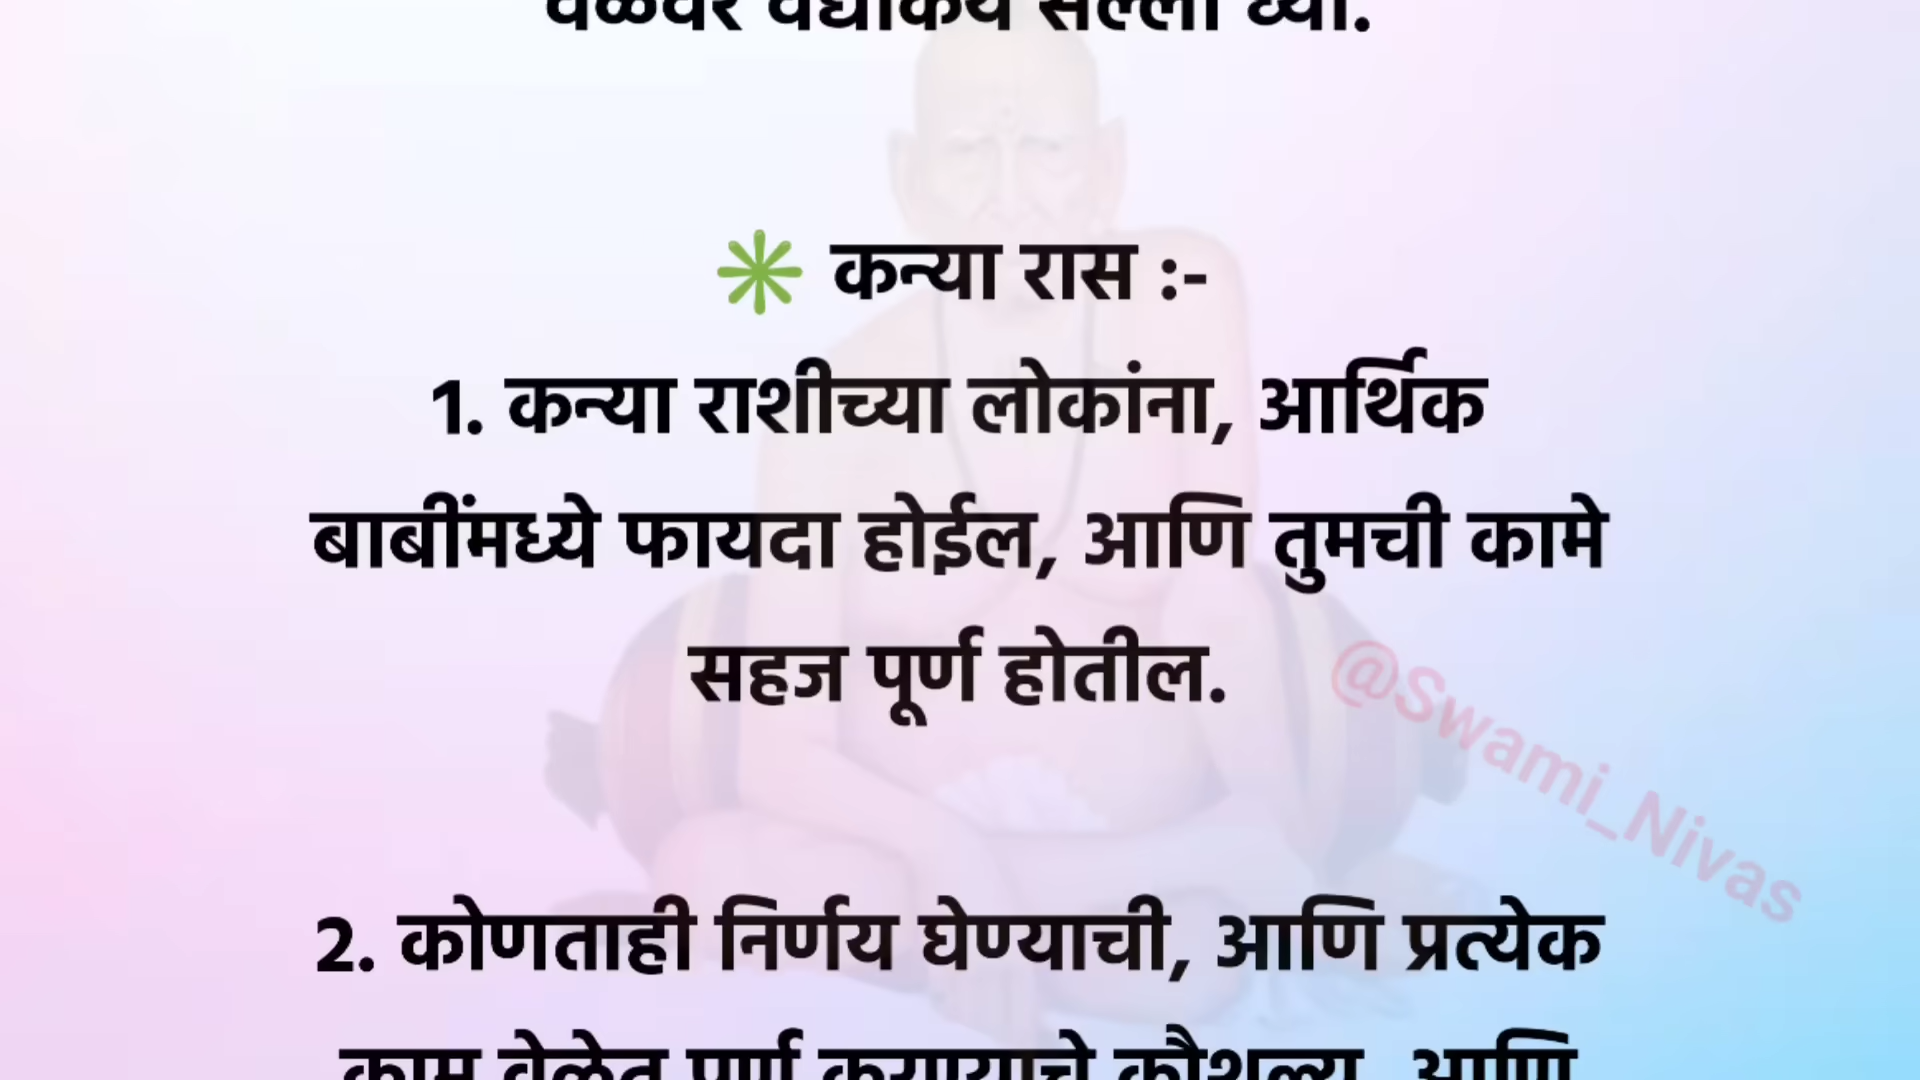 वेळेवर वैद्यकिय सल्ला घ्या.
✳ कन्या रास :-
1. कन्या राशीच्या लोकांना, आर्थिक
बाबींमध्ये फायदा होईल, आणि तुमची कामे
सहज पूर्ण होतील.
@Swami_Nivas
2. कोणताही निर्णय घेण्याची, आणि प्रत्येक
काम वेळेत पूर्ण करण्याचे कौशल्य, आणि